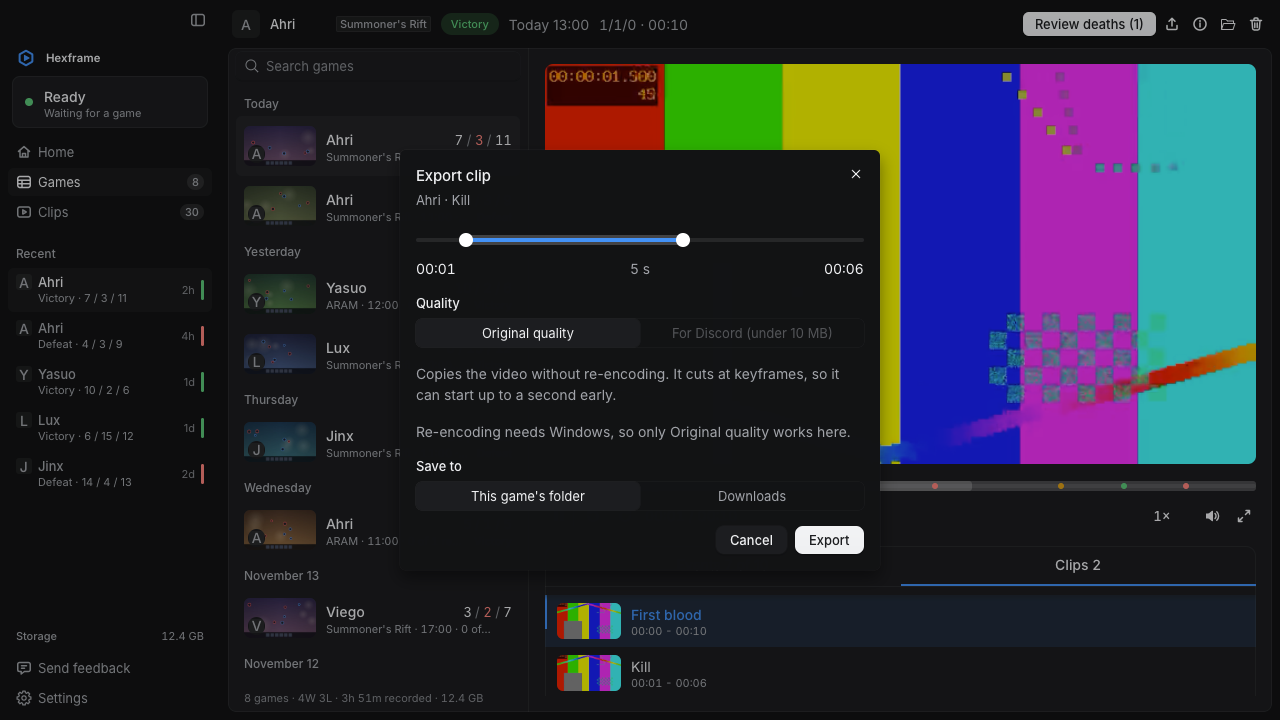 Hexframe
Ready
Waiting for a game
Home
Games 8
Clips 30
Recent
A Ahri 2h
Victory · 7 / 3 / 11
A Ahri 4h
Defeat · 4 / 3 / 9
Y Yasuo 1d
Victory · 10 / 2 / 6
L Lux 1d
Victory · 6 / 15 / 12
J Jinx 2d
Defeat · 14 / 4 / 13
Storage 12.4 GB
Send feedback
Settings
A Ahri Summoner's Rift Victory Today 13:00 1/1/0 · 00:10 Review deaths (1)
Search games
Today
A Ahri 7 / 3 / 11
Summoner's R
A Ahri
Summoner's R
Yesterday
Y Yasuo
ARAM · 12:00
L Lux
Summoner's R
Thursday
J Jinx
Summoner's R
Wednesday
A Ahri
ARAM · 11:00
November 13
V Viego 3 / 2 / 7
Summoner's Rift · 17:00 · 0 of...
November 12
8 games · 4W 3L · 3h 51m recorded · 12.4 GB
00:00:01.500
45
Export clip
Ahri · Kill
00:01 5 s 00:06
Quality
Original quality For Discord (under 10 MB)
Copies the video without re-encoding. It cuts at keyframes, so it
can start up to a second early.
Re-encoding needs Windows, so only Original quality works here.
Save to
This game's folder Downloads
Cancel Export
1×
Clips 2
First blood
00:00 - 00:10
Kill
00:01 - 00:06